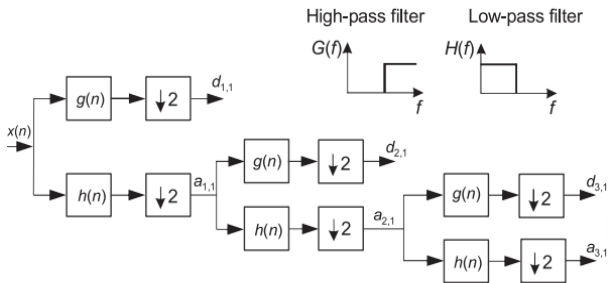 High-pass filter
Low-pass filter
G(f)
H(f)
f
f
x(n)
g(n)
↓2
d1,1
h(n)
↓2
a1,1
g(n)
↓2
d2,1
h(n)
↓2
a2,1
g(n)
↓2
d3,1
h(n)
↓2
a3,1